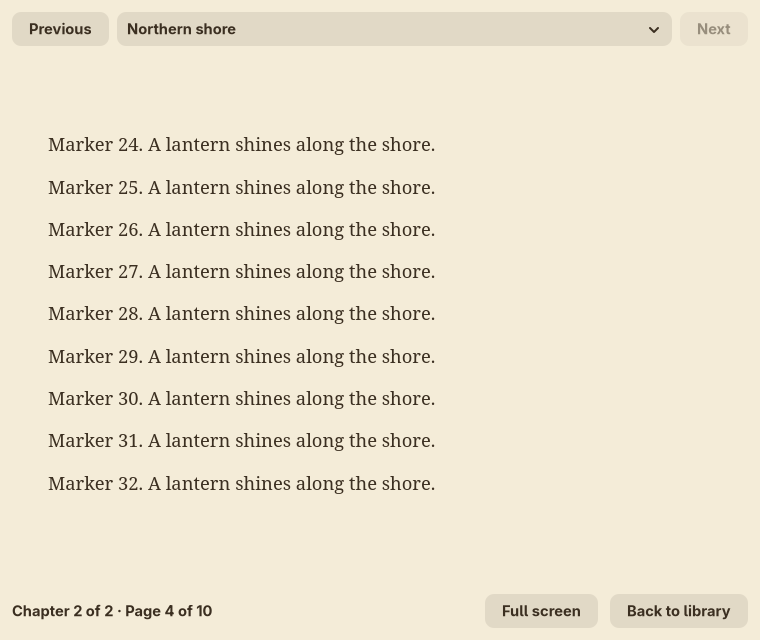 Previous
Northern shore
Next
Marker 24. A lantern shines along the shore.
Marker 25. A lantern shines along the shore.
Marker 26. A lantern shines along the shore.
Marker 27. A lantern shines along the shore.
Marker 28. A lantern shines along the shore.
Marker 29. A lantern shines along the shore.
Marker 30. A lantern shines along the shore.
Marker 31. A lantern shines along the shore.
Marker 32. A lantern shines along the shore.
Chapter 2 of 2 · Page 4 of 10
Full screen
Back to library